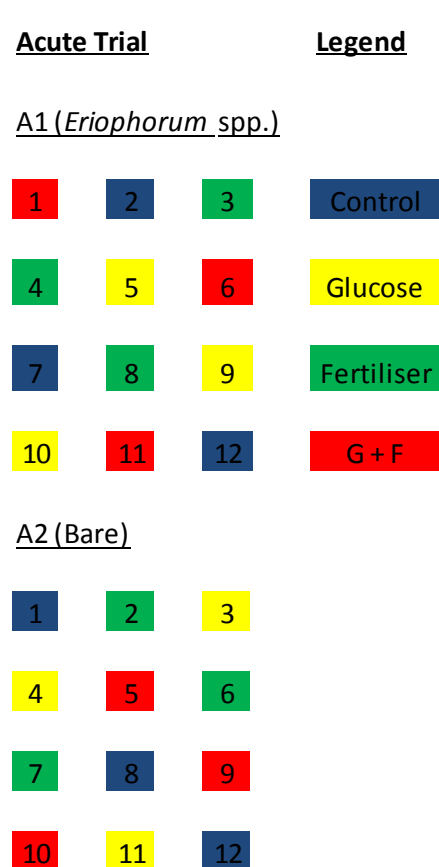 Acute Trial Legend
A1 (Eriophorum spp.)
1 2 3 Control
4 5 6 Glucose
7 8 9 Fertiliser
10 11 12 G + F
A2 (Bare)
1 2 3
4 5 6
7 8 9
10 11 12